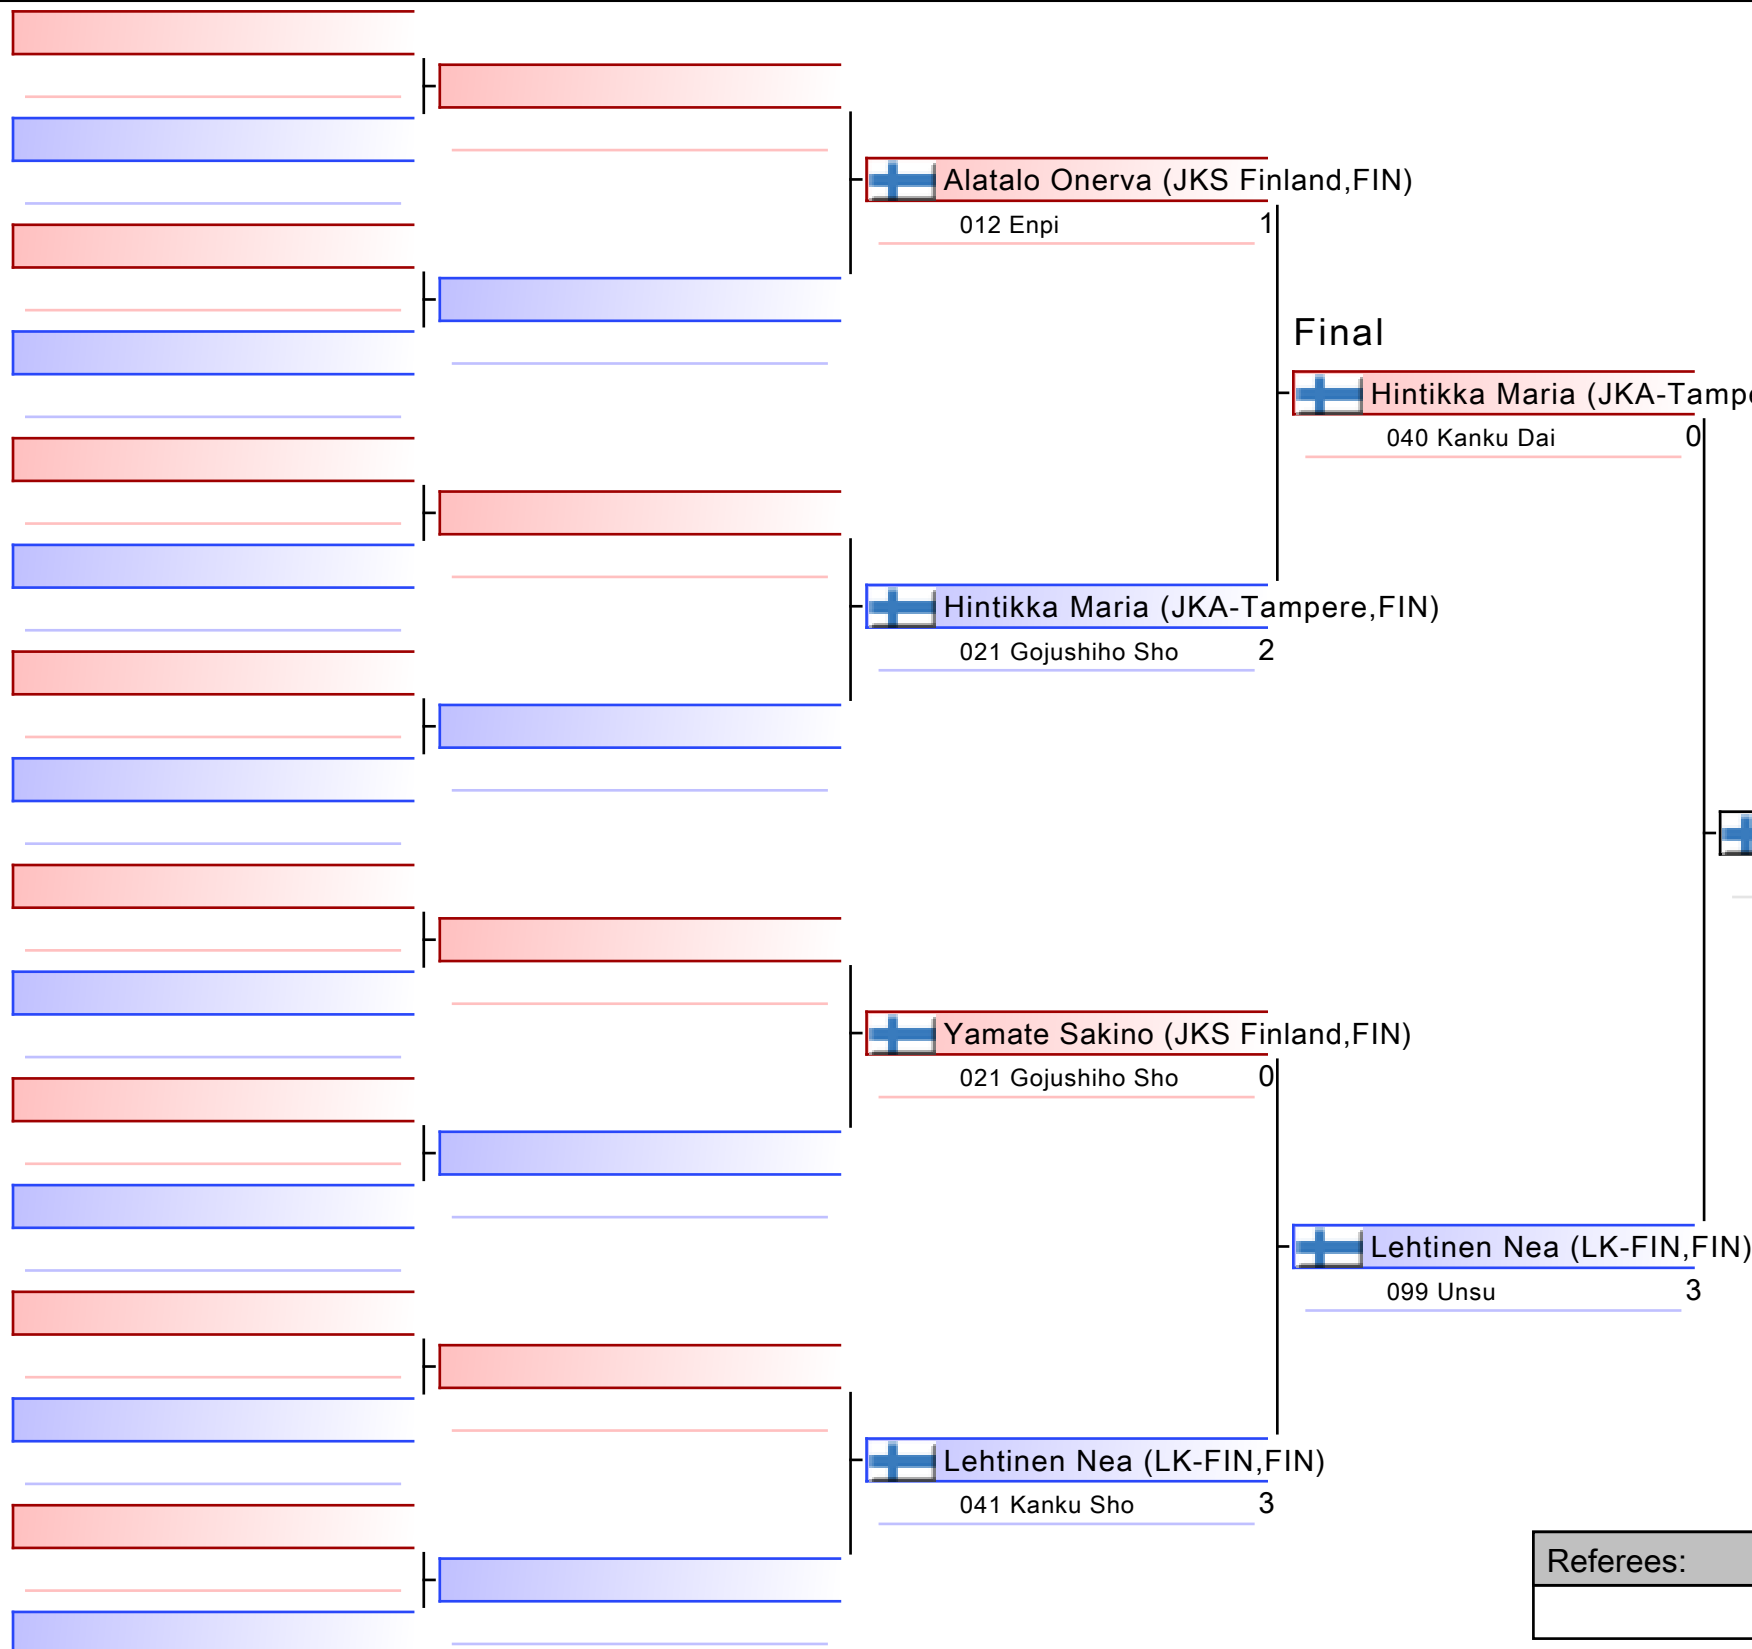 Alatalo Onerva (JKS Finland,FIN)
012 Enpi 1
Final
Hintikka Maria (JKA-Tampe
040 Kanku Dai 0
Hintikka Maria (JKA-Tampere,FIN)
021 Gojushiho Sho 2
Yamate Sakino (JKS Finland,FIN)
021 Gojushiho Sho 0
Lehtinen Nea (LK-FIN,FIN)
099 Unsu 3
Lehtinen Nea (LK-FIN,FIN)
041 Kanku Sho 3
Referees: